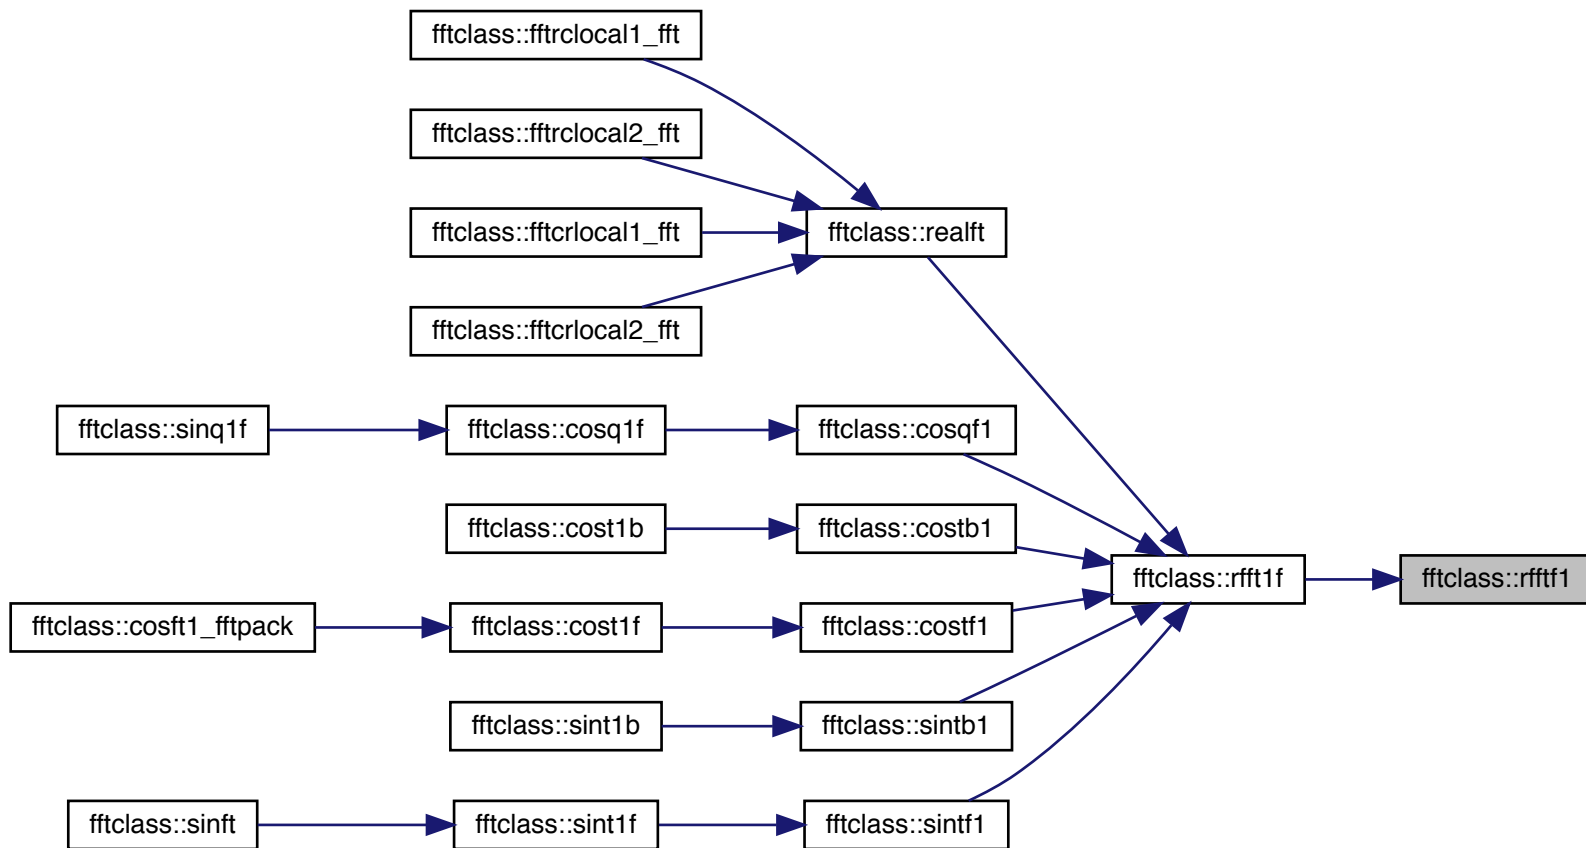 fftclass::fftrclocal1_fft
fftclass::fftrclocal2_fft
fftclass::fftcrlocal1_fft
fftclass::realft
fftclass::fftcrlocal2_fft
fftclass::sinq1f
fftclass::cosq1f
fftclass::cosqf1
fftclass::cost1b
fftclass::costb1
fftclass::rfft1f
fftclass::rfftf1
fftclass::cosft1_fftpack
fftclass::cost1f
fftclass::costf1
fftclass::sint1b
fftclass::sintb1
fftclass::sinft
fftclass::sint1f
fftclass::sintf1